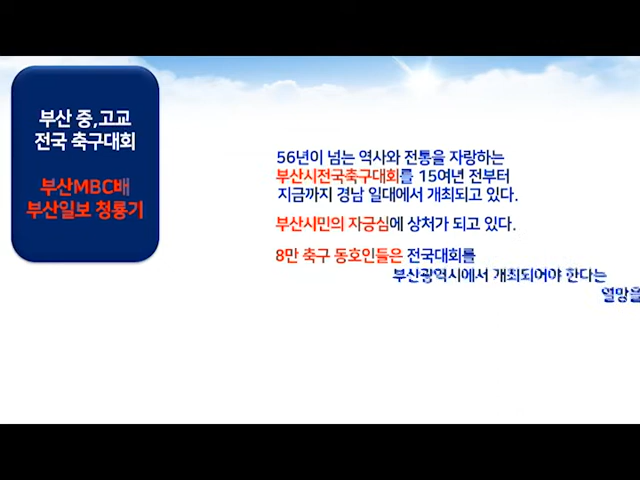 부산 중,고교
전국 축구대회
부산MBC배
부산일보 청룡기
56년이 넘는 역사와 전통을 자랑하는
부산시전국축구대회를 15여년 전부터
지금까지 경남 일대에서 개최되고 있다.
부산시민의 자긍심에 상처가 되고 있다.
8만 축구 동호인들은 전국대회를
부산광역시에서 개최되어야 한다는
열망을